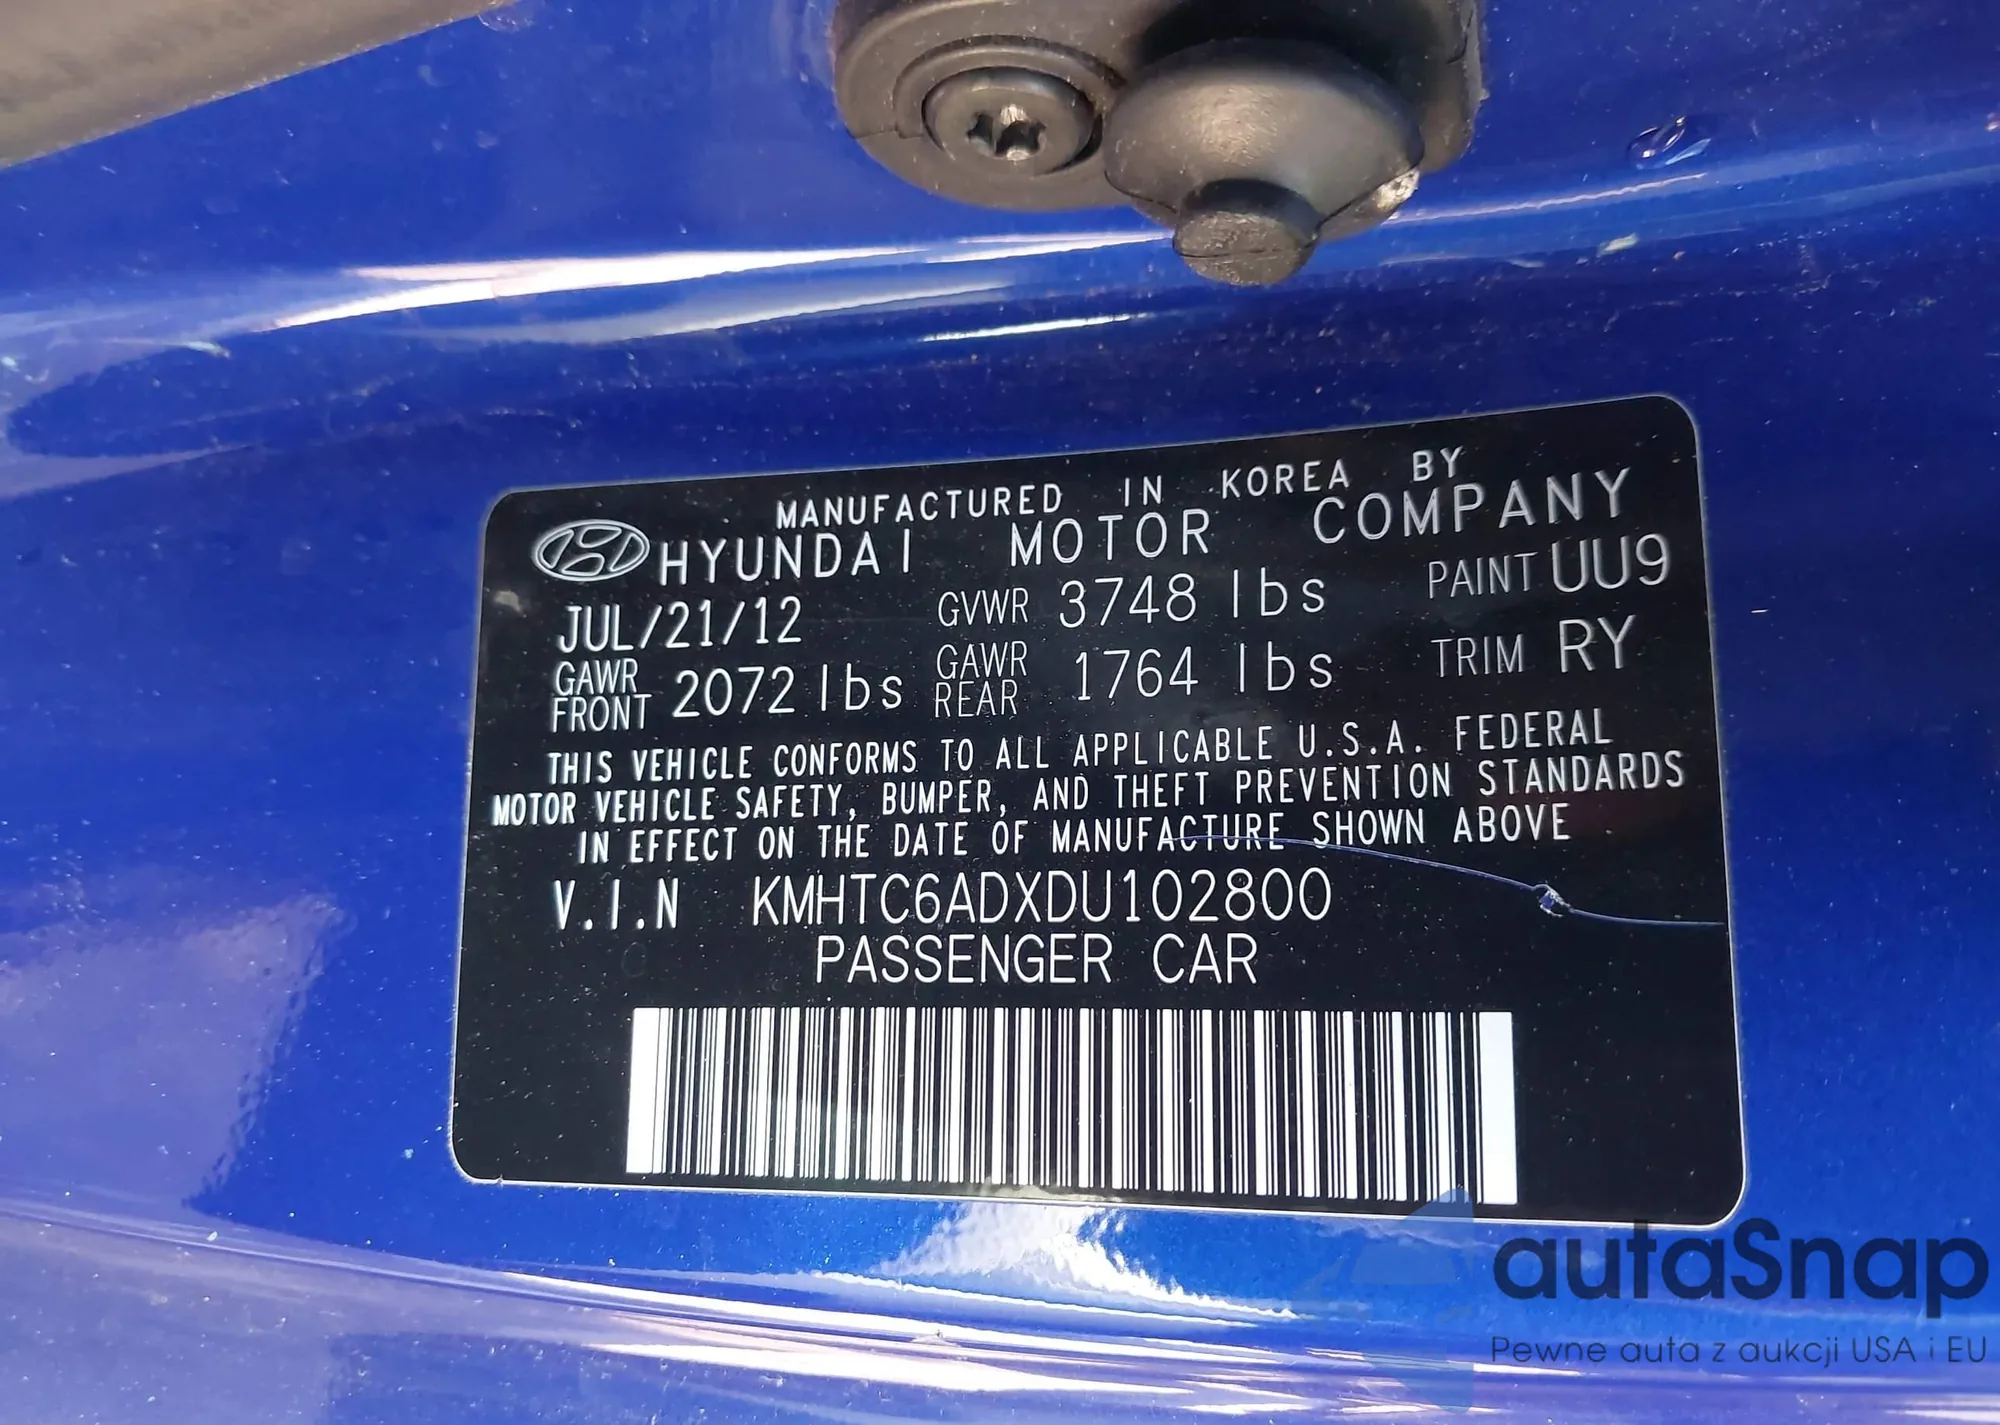 MANUFACTURED IN KOREA BY
HYUNDAI MOTOR COMPANY
JUL/21/12 GVWR 3748 lbs PAINT UU9
GAWR FRONT 2072 lbs GAWR REAR 1764 lbs TRIM RY
THIS VEHICLE CONFORMS TO ALL APPLICABLE U.S.A. FEDERAL
MOTOR VEHICLE SAFETY, BUMPER, AND THEFT PREVENTION STANDARDS
IN EFFECT ON THE DATE OF MANUFACTURE SHOWN ABOVE
V.I.N KMHTC6ADXDU102800
PASSENGER CAR
autaSnap
Pewne auta z aukcji USA i EU